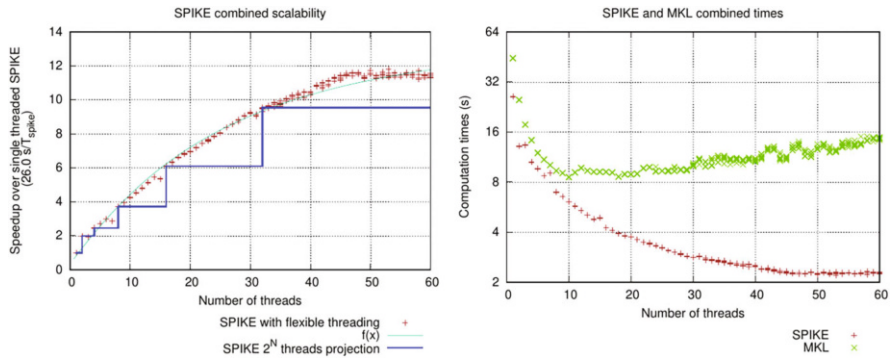 SPIKE combined scalability
Speedup over single threaded SPIKE
(26.0 s/Tspike)
14
12
10
8
6
4
2
0
0 10 20 30 40 50 60
Number of threads
SPIKE with flexible threading
f(x)
SPIKE 2^N threads projection
SPIKE and MKL combined times
Computation times (s)
64
32
16
8
4
2
0 10 20 30 40 50 60
Number of threads
SPIKE
MKL